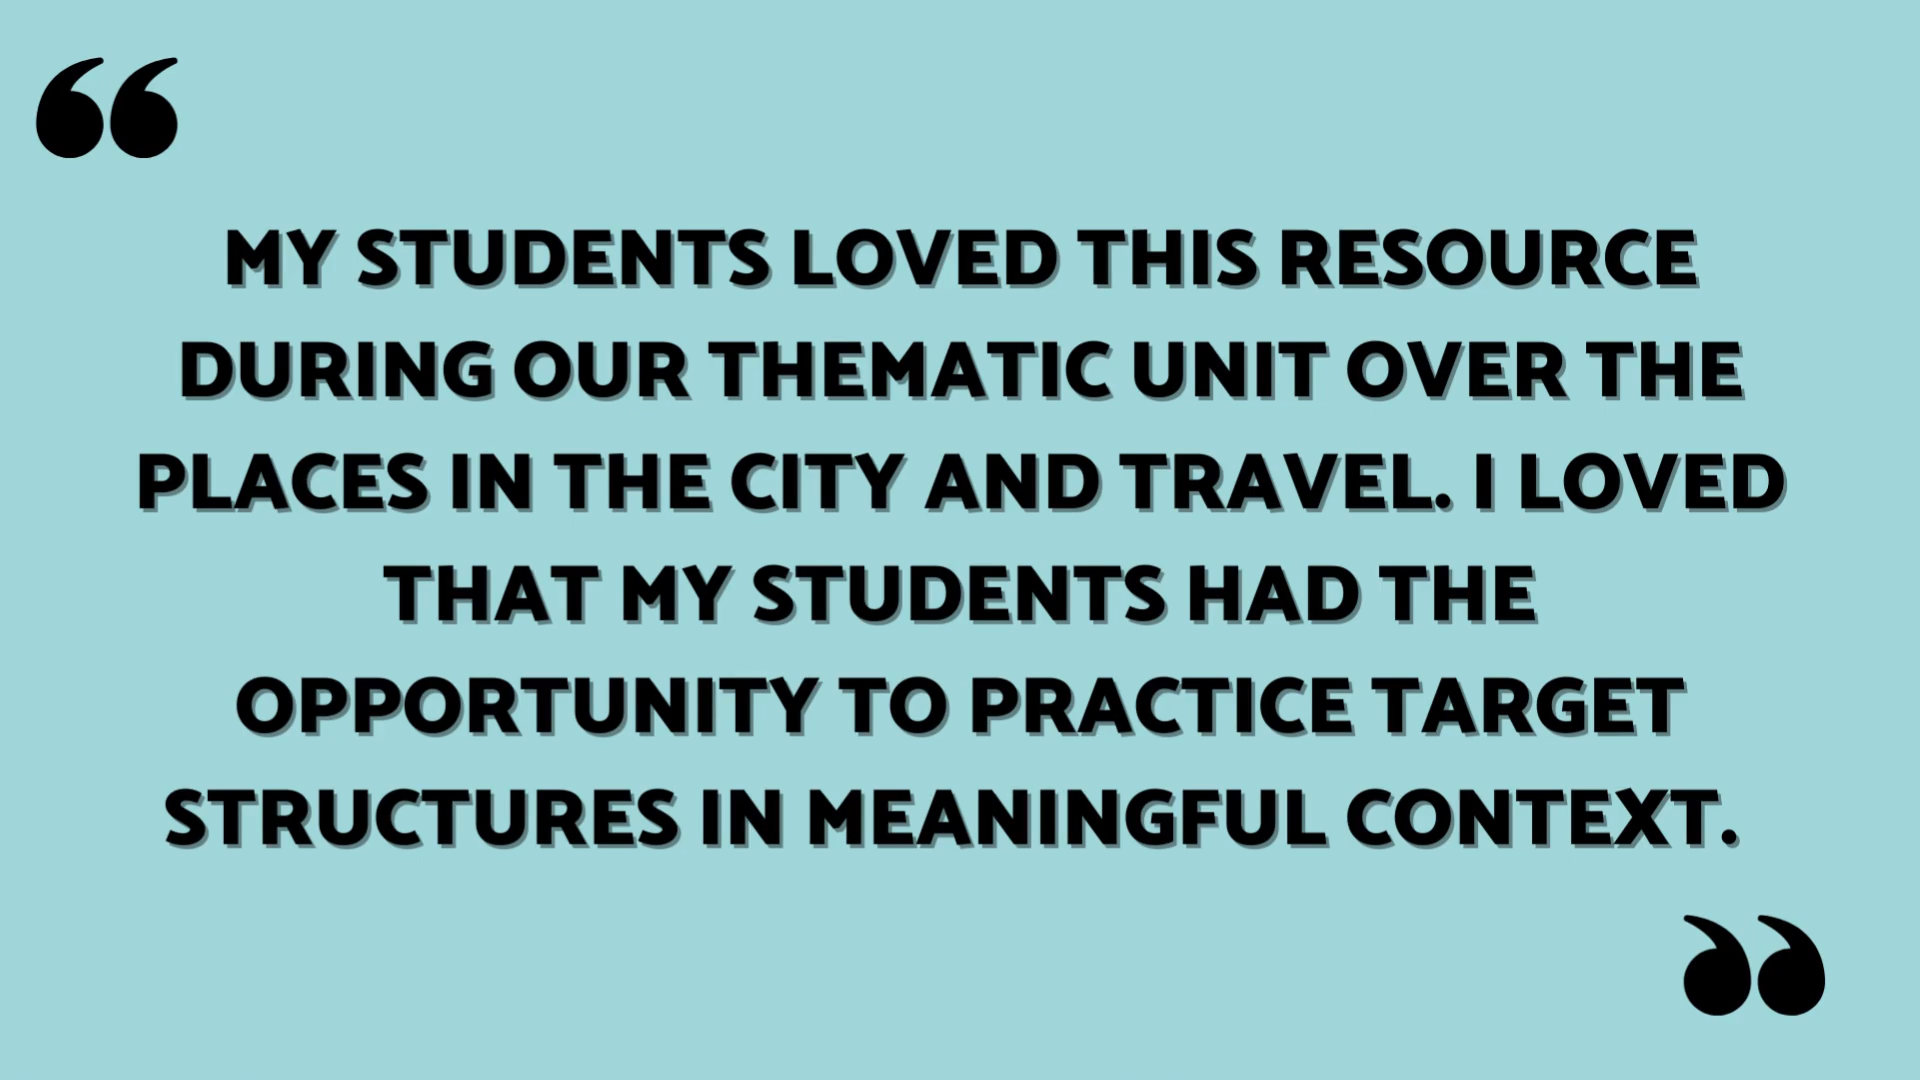 “
MY STUDENTS LOVED THIS RESOURCE
DURING OUR THEMATIC UNIT OVER THE
PLACES IN THE CITY AND TRAVEL. I LOVED
THAT MY STUDENTS HAD THE
OPPORTUNITY TO PRACTICE TARGET
STRUCTURES IN MEANINGFUL CONTEXT.
”